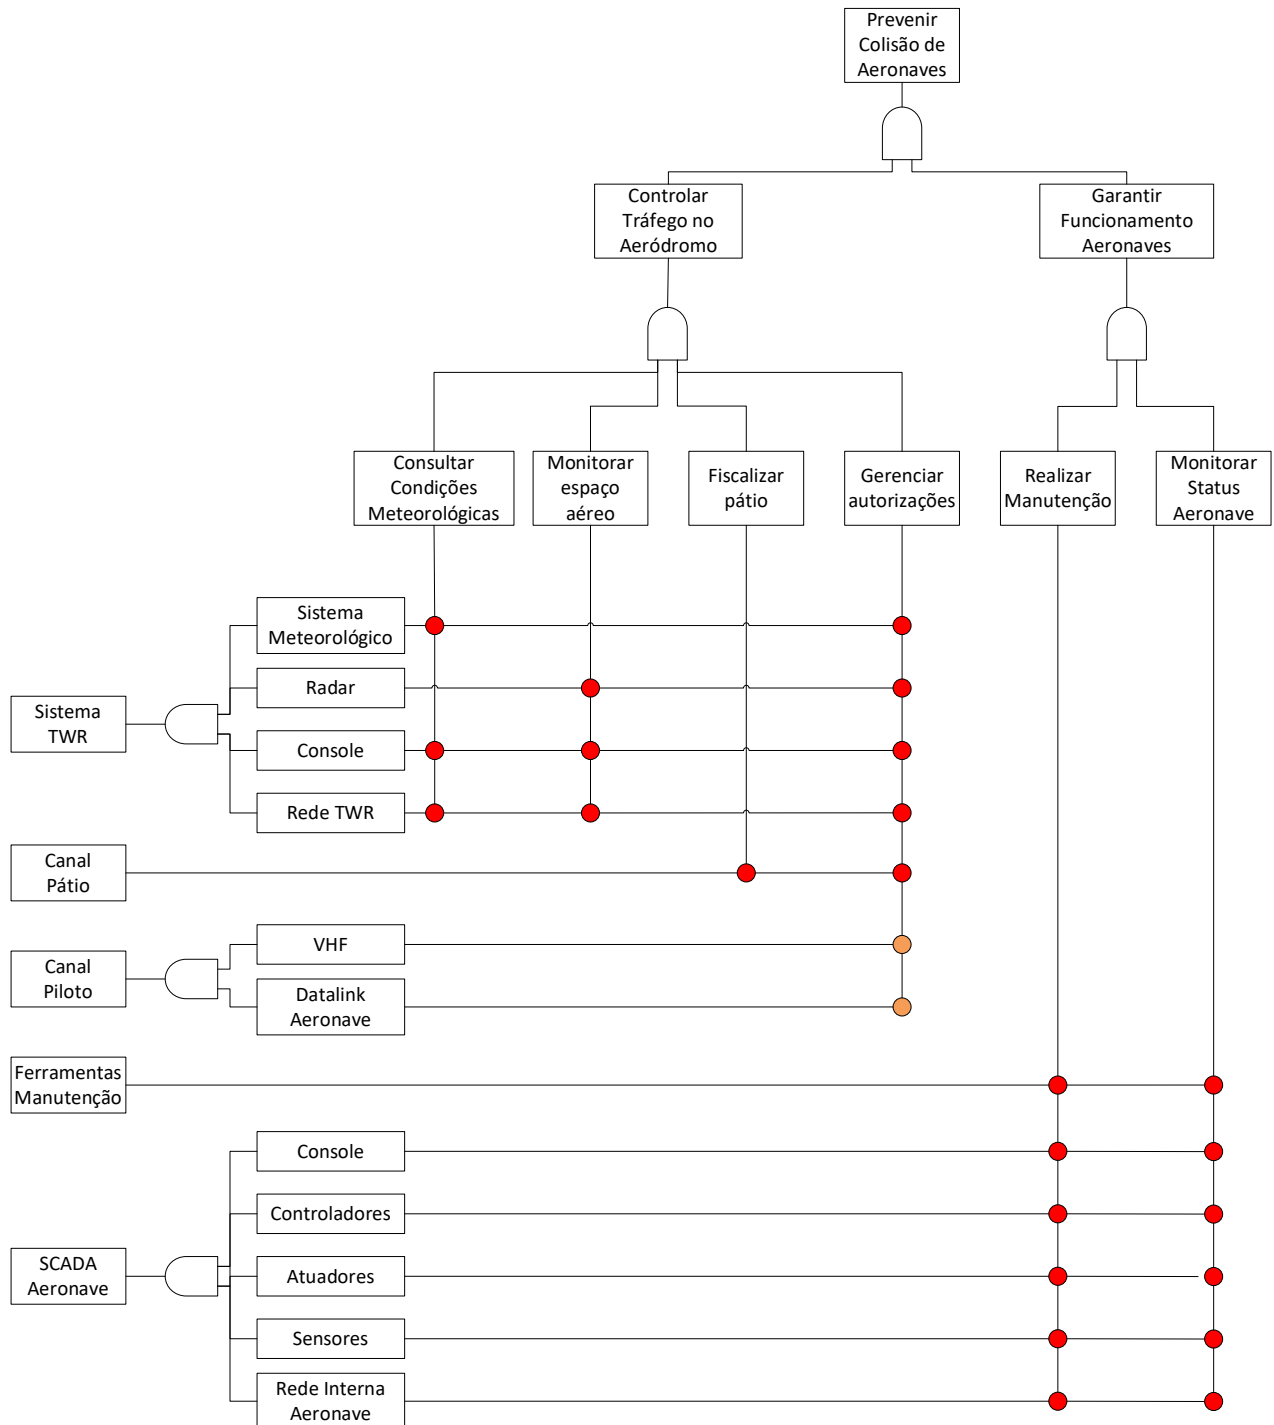 Prevenir
Colisão de
Aeronaves
Controlar
Tráfego no
Aeródromo
Garantir
Funcionamento
Aeronaves
Consultar
Condições
Meteorológicas
Monitorar
espaço
aéreo
Fiscalizar
pátio
Gerenciar
autorizações
Realizar
Manutenção
Monitorar
Status
Aeronave
Sistema
Meteorológico
Radar
Sistema
TWR
Console
Rede TWR
Canal
Pátio
VHF
Canal
Piloto
Datalink
Aeronave
Ferramentas
Manutenção
Console
Controladores
SCADA
Aeronave
Atuadores
Sensores
Rede Interna
Aeronave